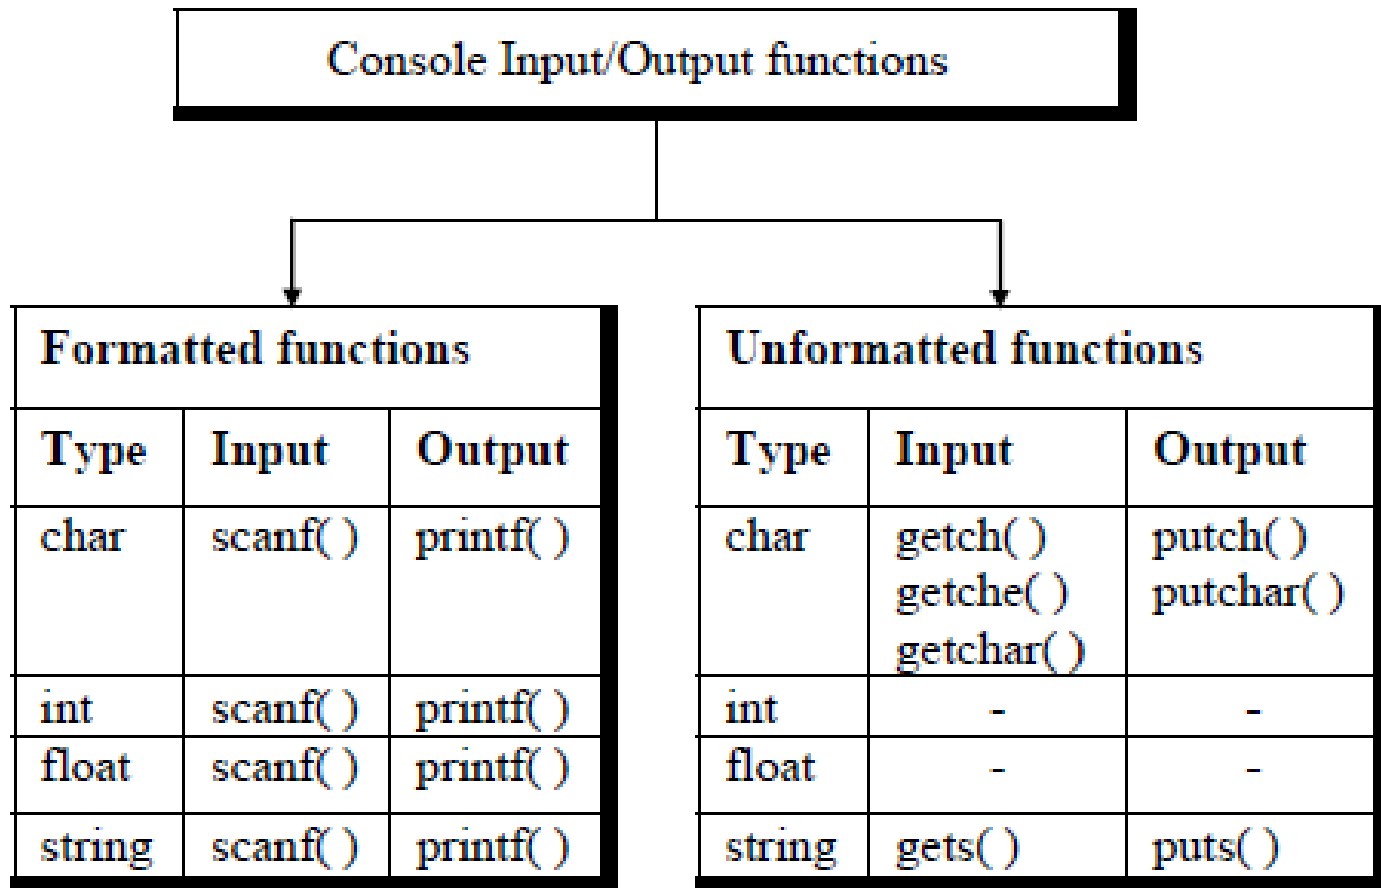 Console Input/Output functions
Formatted functions
Type Input Output
char scanf( ) printf( )
int scanf( ) printf( )
float scanf( ) printf( )
string scanf( ) printf( )
Unformatted functions
Type Input Output
char getch( ) putch( )
getche( ) putchar( )
getchar( )
int - -
float - -
string gets( ) puts( )